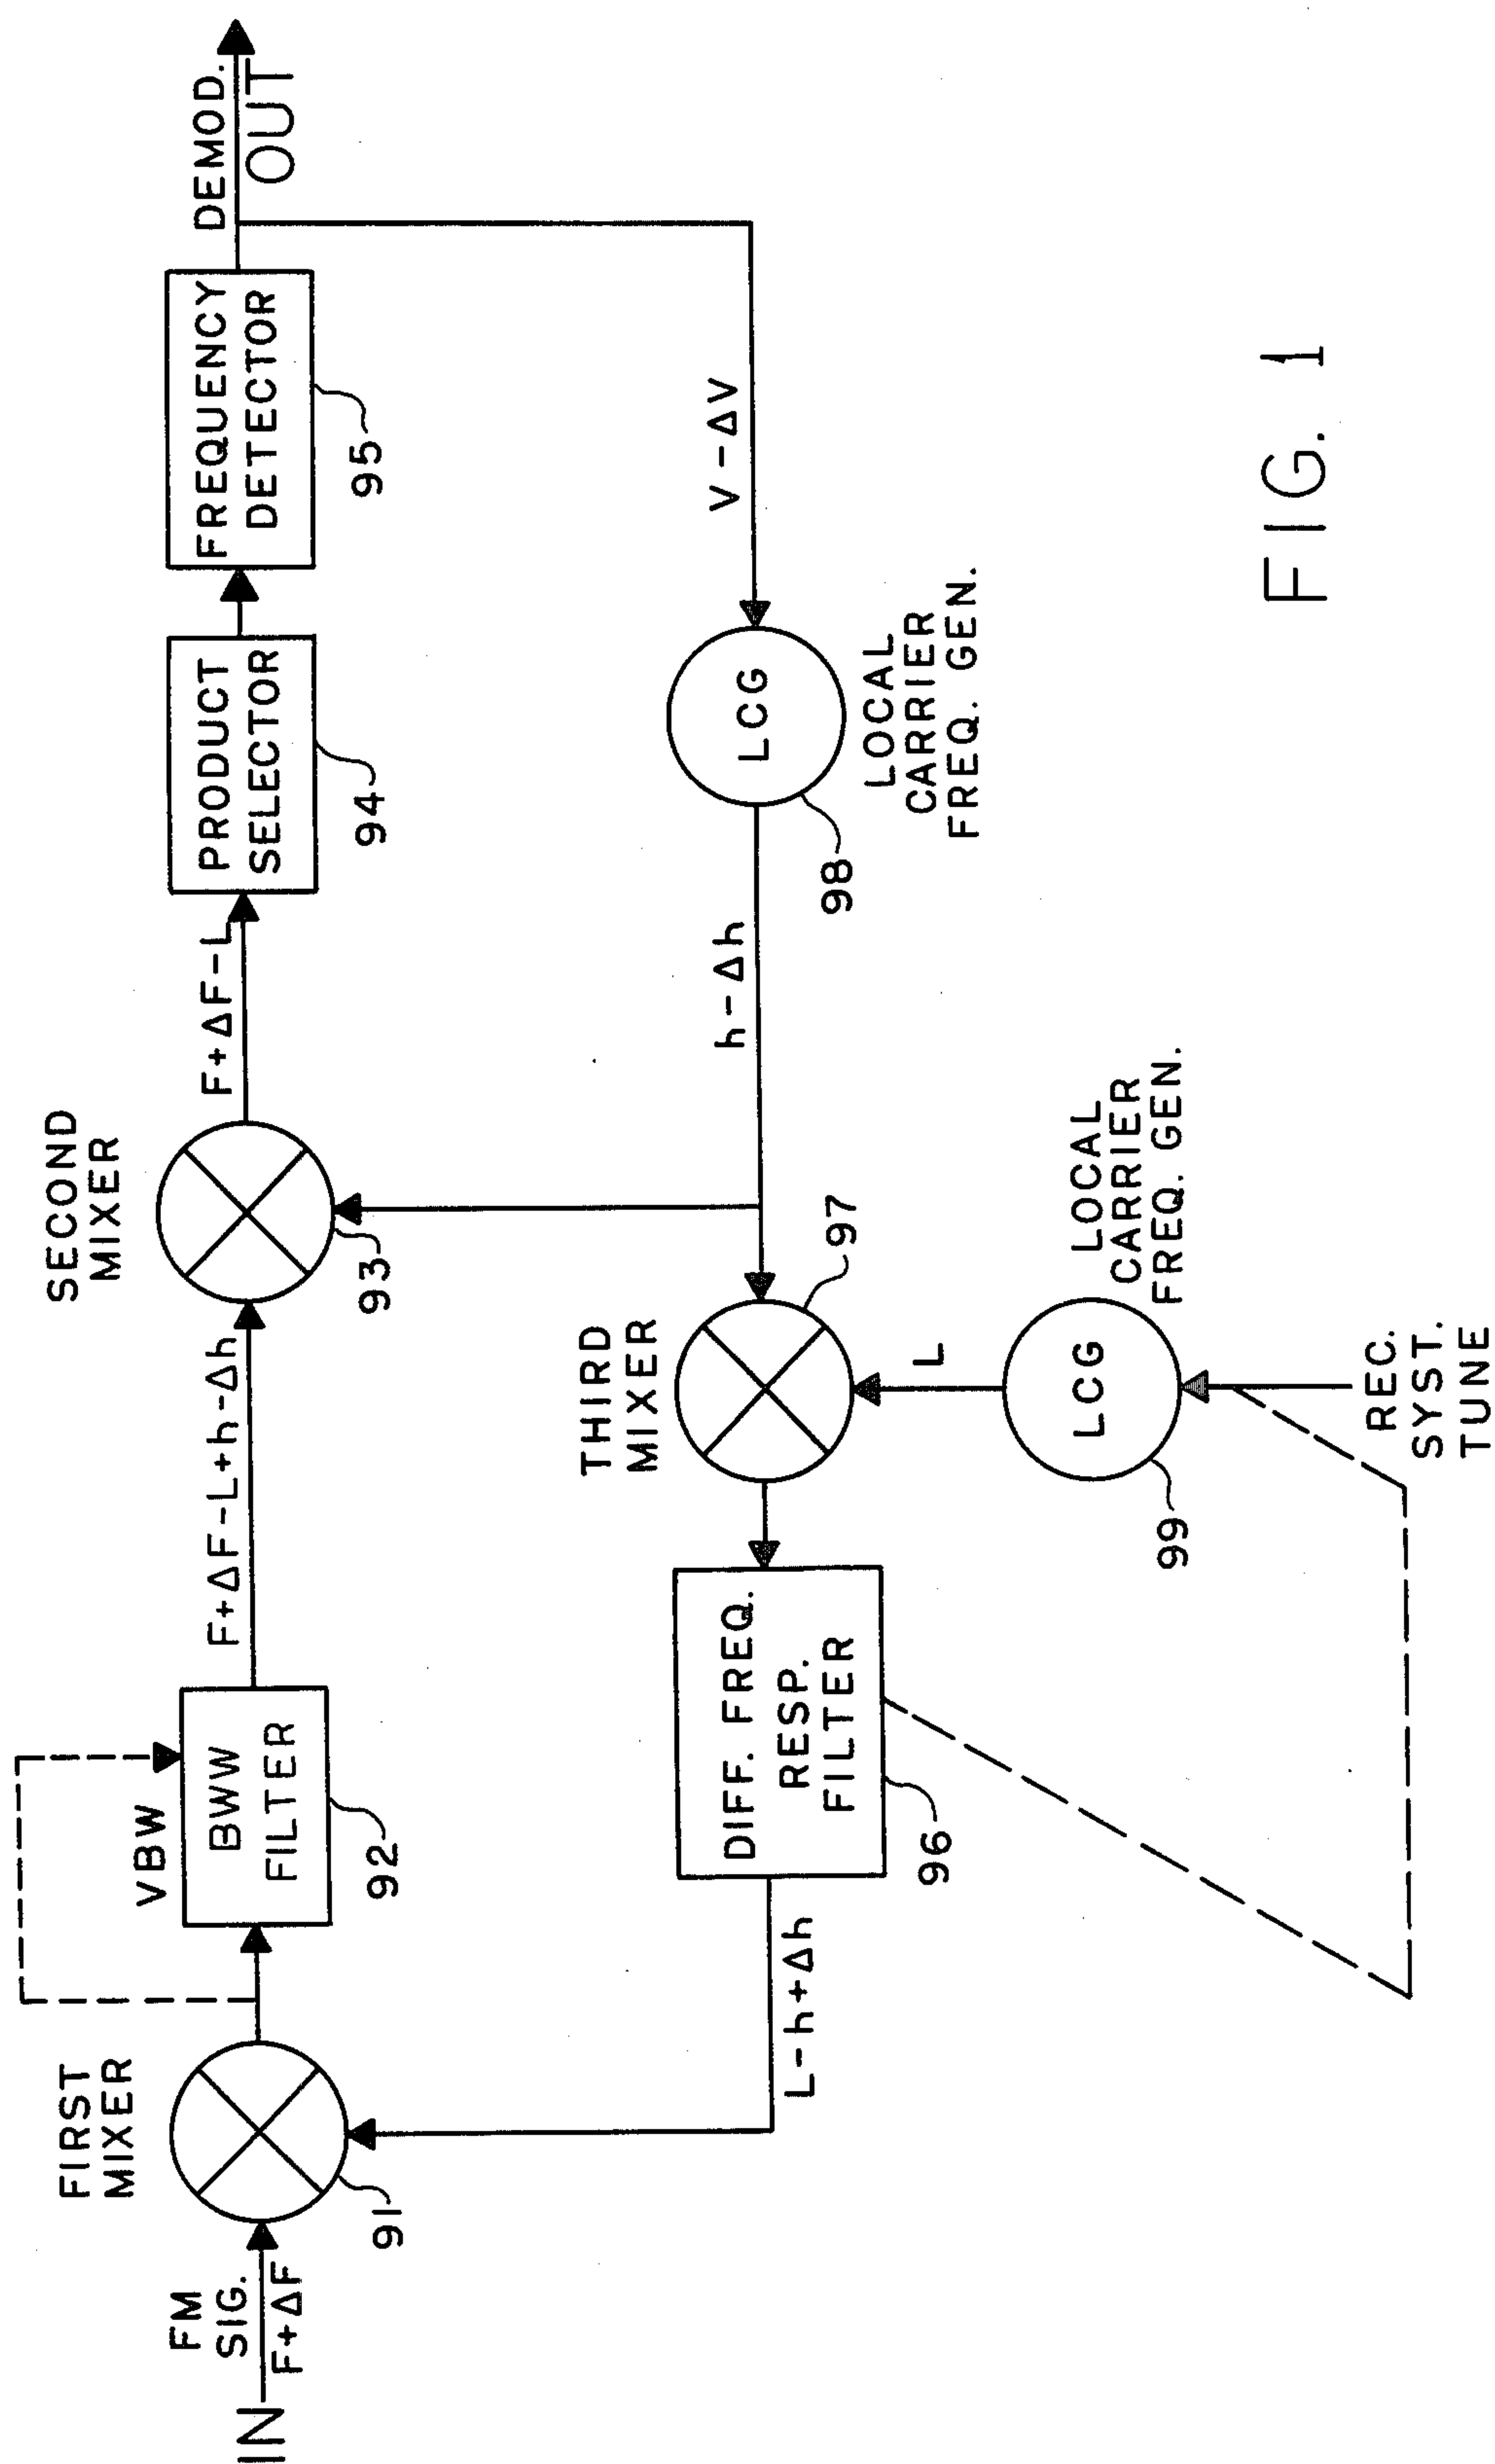 IN
FM
SIG.
F+ΔF
FIRST
MIXER
91
VBW
BWW
FILTER
92
F+ΔF-L+h-Δh
SECOND
MIXER
93
F+ΔF-L
PRODUCT
SELECTOR
94
FREQUENCY
DETECTOR
95
DEMOD.
OUT
L-h+Δh
DIFF. FREQ.
RESP.
FILTER
96
THIRD
MIXER
97
h-Δh
LCG
98
LOCAL
CARRIER
FREQ. GEN.
V-ΔV
L
LCG
99
LOCAL
CARRIER
FREQ. GEN.
REC.
SYST.
TUNE
FIG. 1